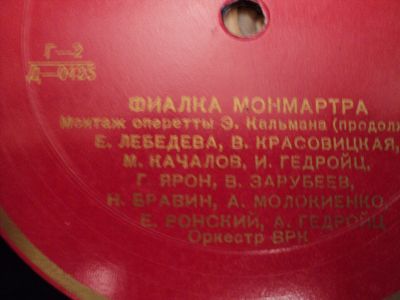 Г—2
Д—0425
ФИАЛКА МОНМАРТРА
Монтаж оперетты Э. Кальмана (продол
Е. ЛЕБЕДЕВА, В. КРАСОВИЦКАЯ,
М. КАЧАЛОВ, И. ГЕДРОЙЦ,
Г. ЯРОН, В. ЗАРУБЕЕВ,
Н. БРАВИН, А. МОЛОКИЕНКО,
Е. РОНСКИЙ, А. ГЕДРОЙЦ
Оркестр ВРК